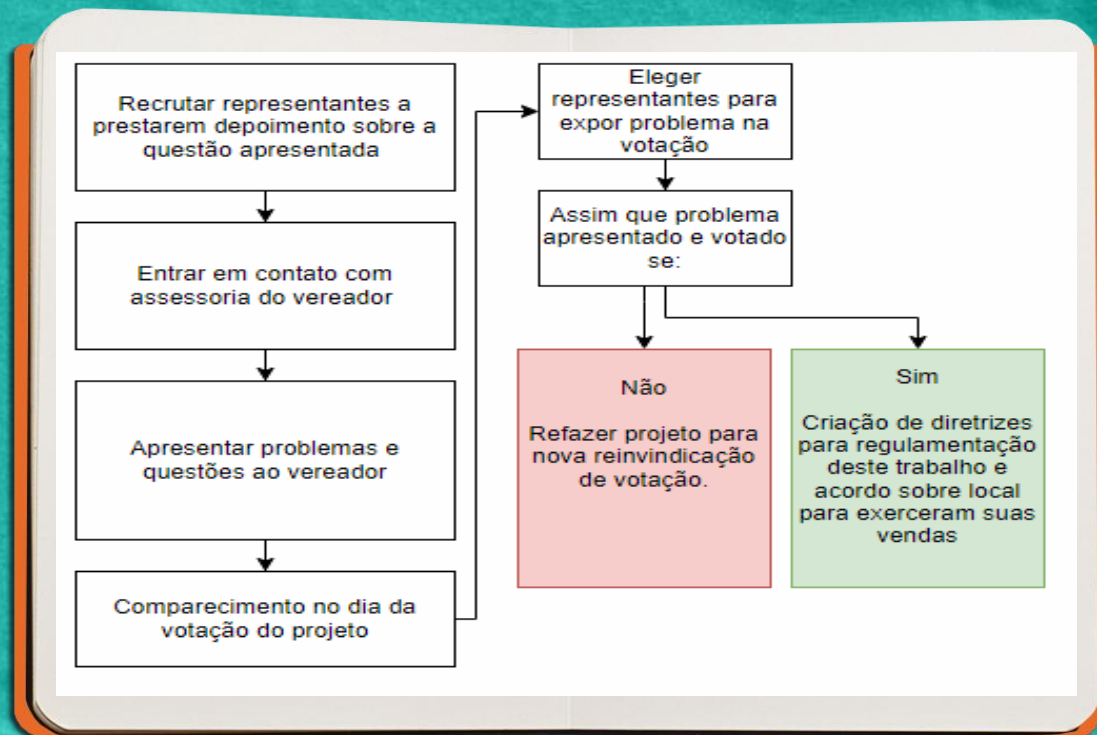 Recrutar representantes a
prestarem depoimento sobre a
questão apresentada
Entrar em contato com
assessoria do vereador
Apresentar problemas e
questões ao vereador
Comparecimento no dia da
votação do projeto
Eleger
representantes para
expor problema na
votação
Assim que problema
apresentado e votado
se:
Não
Refazer projeto para
nova reinvindicação
de votação.
Sim
Criação de diretrizes
para regulamentação
deste trabalho e
acordo sobre local
para exerceram suas
vendas